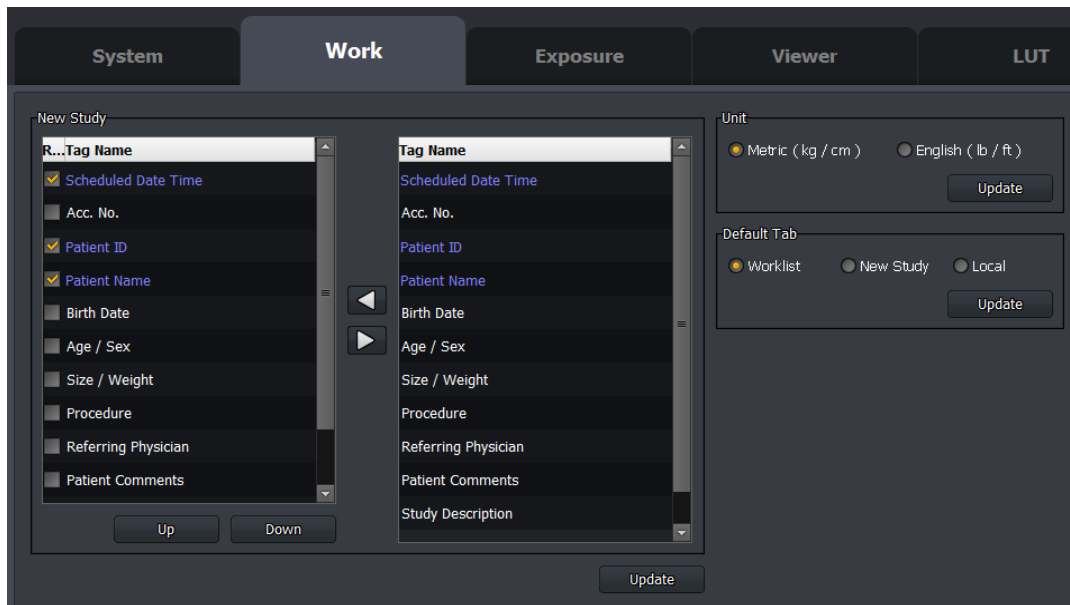 System Work Exposure Viewer LUT
New Study
R...Tag Name
Scheduled Date Time
Acc. No.
Patient ID
Patient Name
Birth Date
Age / Sex
Size / Weight
Procedure
Referring Physician
Patient Comments
Up Down
Tag Name
Scheduled Date Time
Acc. No.
Patient ID
Patient Name
Birth Date
Age / Sex
Size / Weight
Procedure
Referring Physician
Patient Comments
Study Description
Update
Unit
Metric ( kg / cm ) English ( lb / ft )
Update
Default Tab
Worklist New Study Local
Update